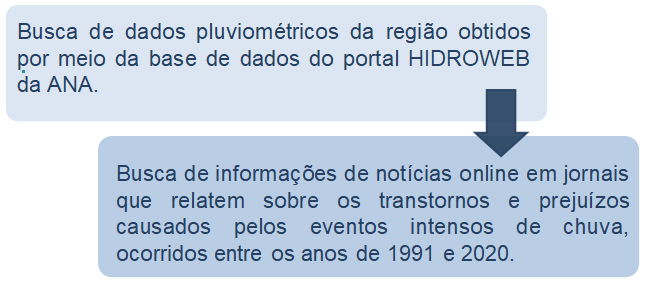 Busca de dados pluviométricos da região obtidos
por meio da base de dados do portal HIDROWEB
da ANA.
Busca de informações de notícias online em jornais
que relatem sobre os transtornos e prejuízos
causados pelos eventos intensos de chuva,
ocorridos entre os anos de 1991 e 2020.